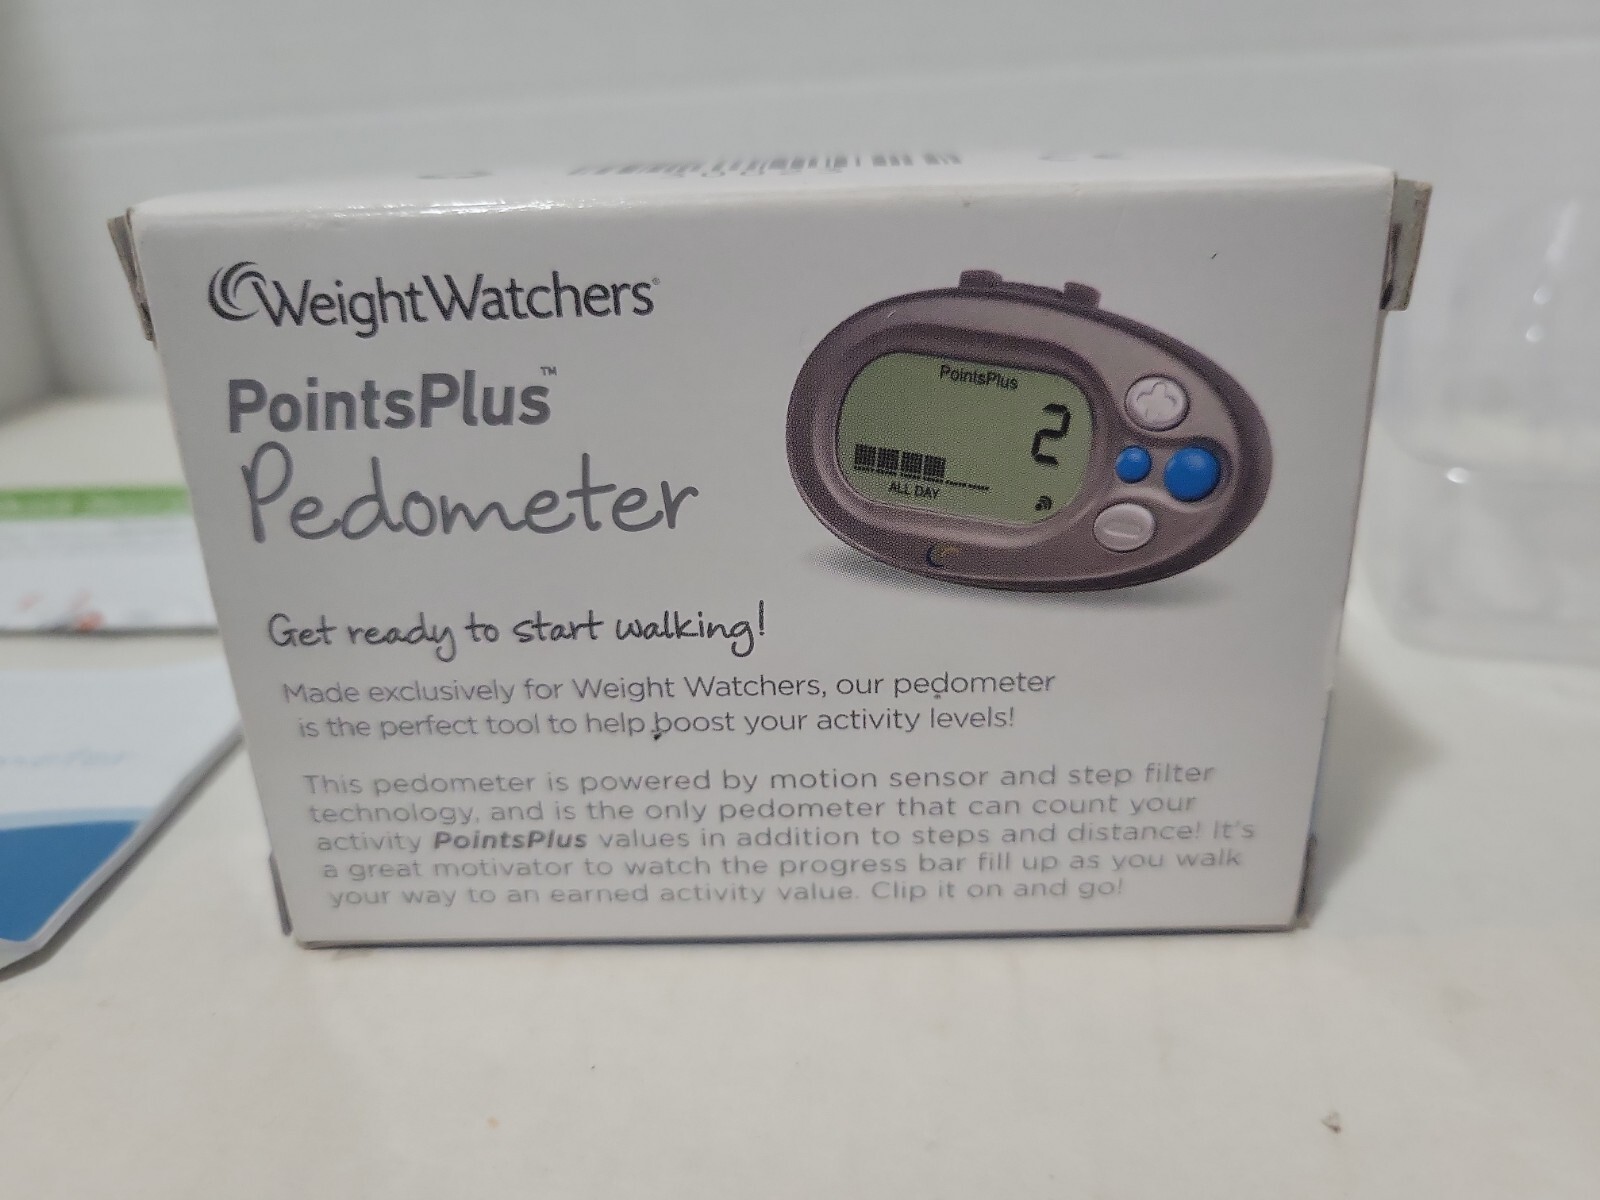 WeightWatchers®
PointsPlus™
Pedometer
PointsPlus
2
ALL DAY
Get ready to start walking!
Made exclusively for Weight Watchers, our pedometer
is the perfect tool to help boost your activity levels!
This pedometer is powered by motion sensor and step filter
technology, and is the only pedometer that can count your
activity PointsPlus values in addition to steps and distance! It's
a great motivator to watch the progress bar fill up as you walk
your way to an earned activity value. Clip it on and go!